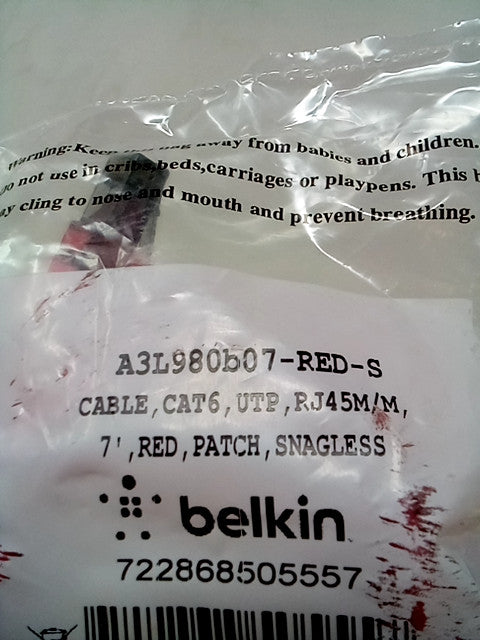 Warning:Keep this bag away from babies and children.
Do not use in cribs,beds,carriages or playpens. This
may cling to nose and mouth and prevent breathing.
A3L980b07-RED-S
CABLE,CAT6,UTP,RJ45M/M,
7',RED,PATCH,SNAGLESS
belkin
722868505557